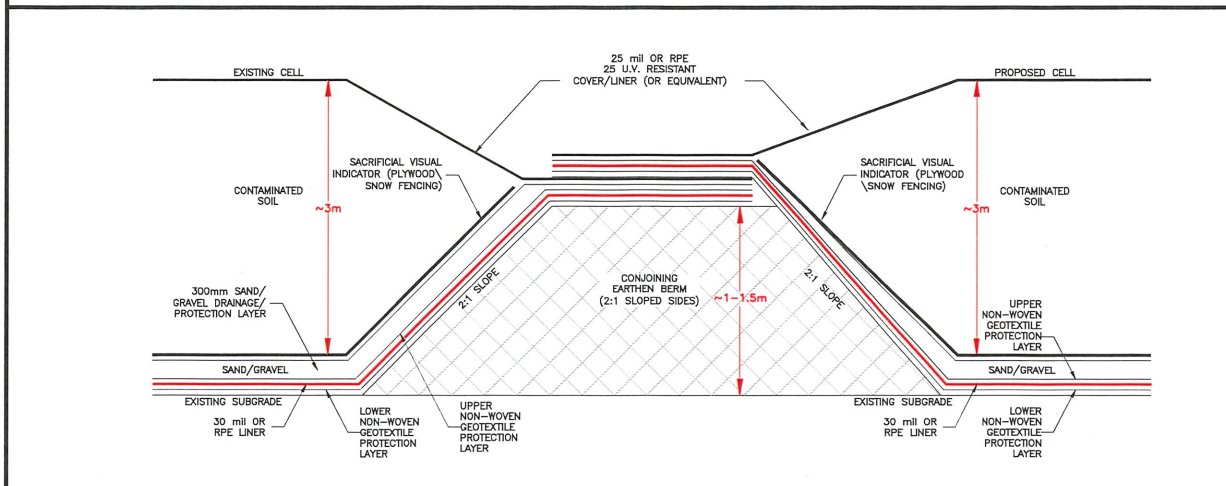 25 mil OR RPE
25 U.V. RESISTANT
COVER/LINER (OR EQUIVALENT)
EXISTING CELL
PROPOSED CELL
SACRIFICIAL VISUAL
INDICATOR (PLYWOOD\
SNOW FENCING)
SACRIFICIAL VISUAL
INDICATOR (PLYWOOD
\SNOW FENCING)
CONTAMINATED
SOIL
~3m
~3m
CONTAMINATED
SOIL
300mm SAND/
GRAVEL DRAINAGE/
PROTECTION LAYER
2:1 SLOPE
CONJOINING
EARTHEN BERM
(2:1 SLOPED SIDES)
~1-1.5m
2:1 SLOPE
UPPER
NON-WOVEN
GEOTEXTILE
PROTECTION
LAYER
SAND/GRAVEL
SAND/GRAVEL
EXISTING SUBGRADE
30 mil OR
RPE LINER
LOWER
NON-WOVEN
GEOTEXTILE
PROTECTION
LAYER
UPPER
NON-WOVEN
GEOTEXTILE
PROTECTION
LAYER
EXISTING SUBGRADE
30 mil OR
RPE LINER
LOWER
NON-WOVEN
GEOTEXTILE
PROTECTION
LAYER